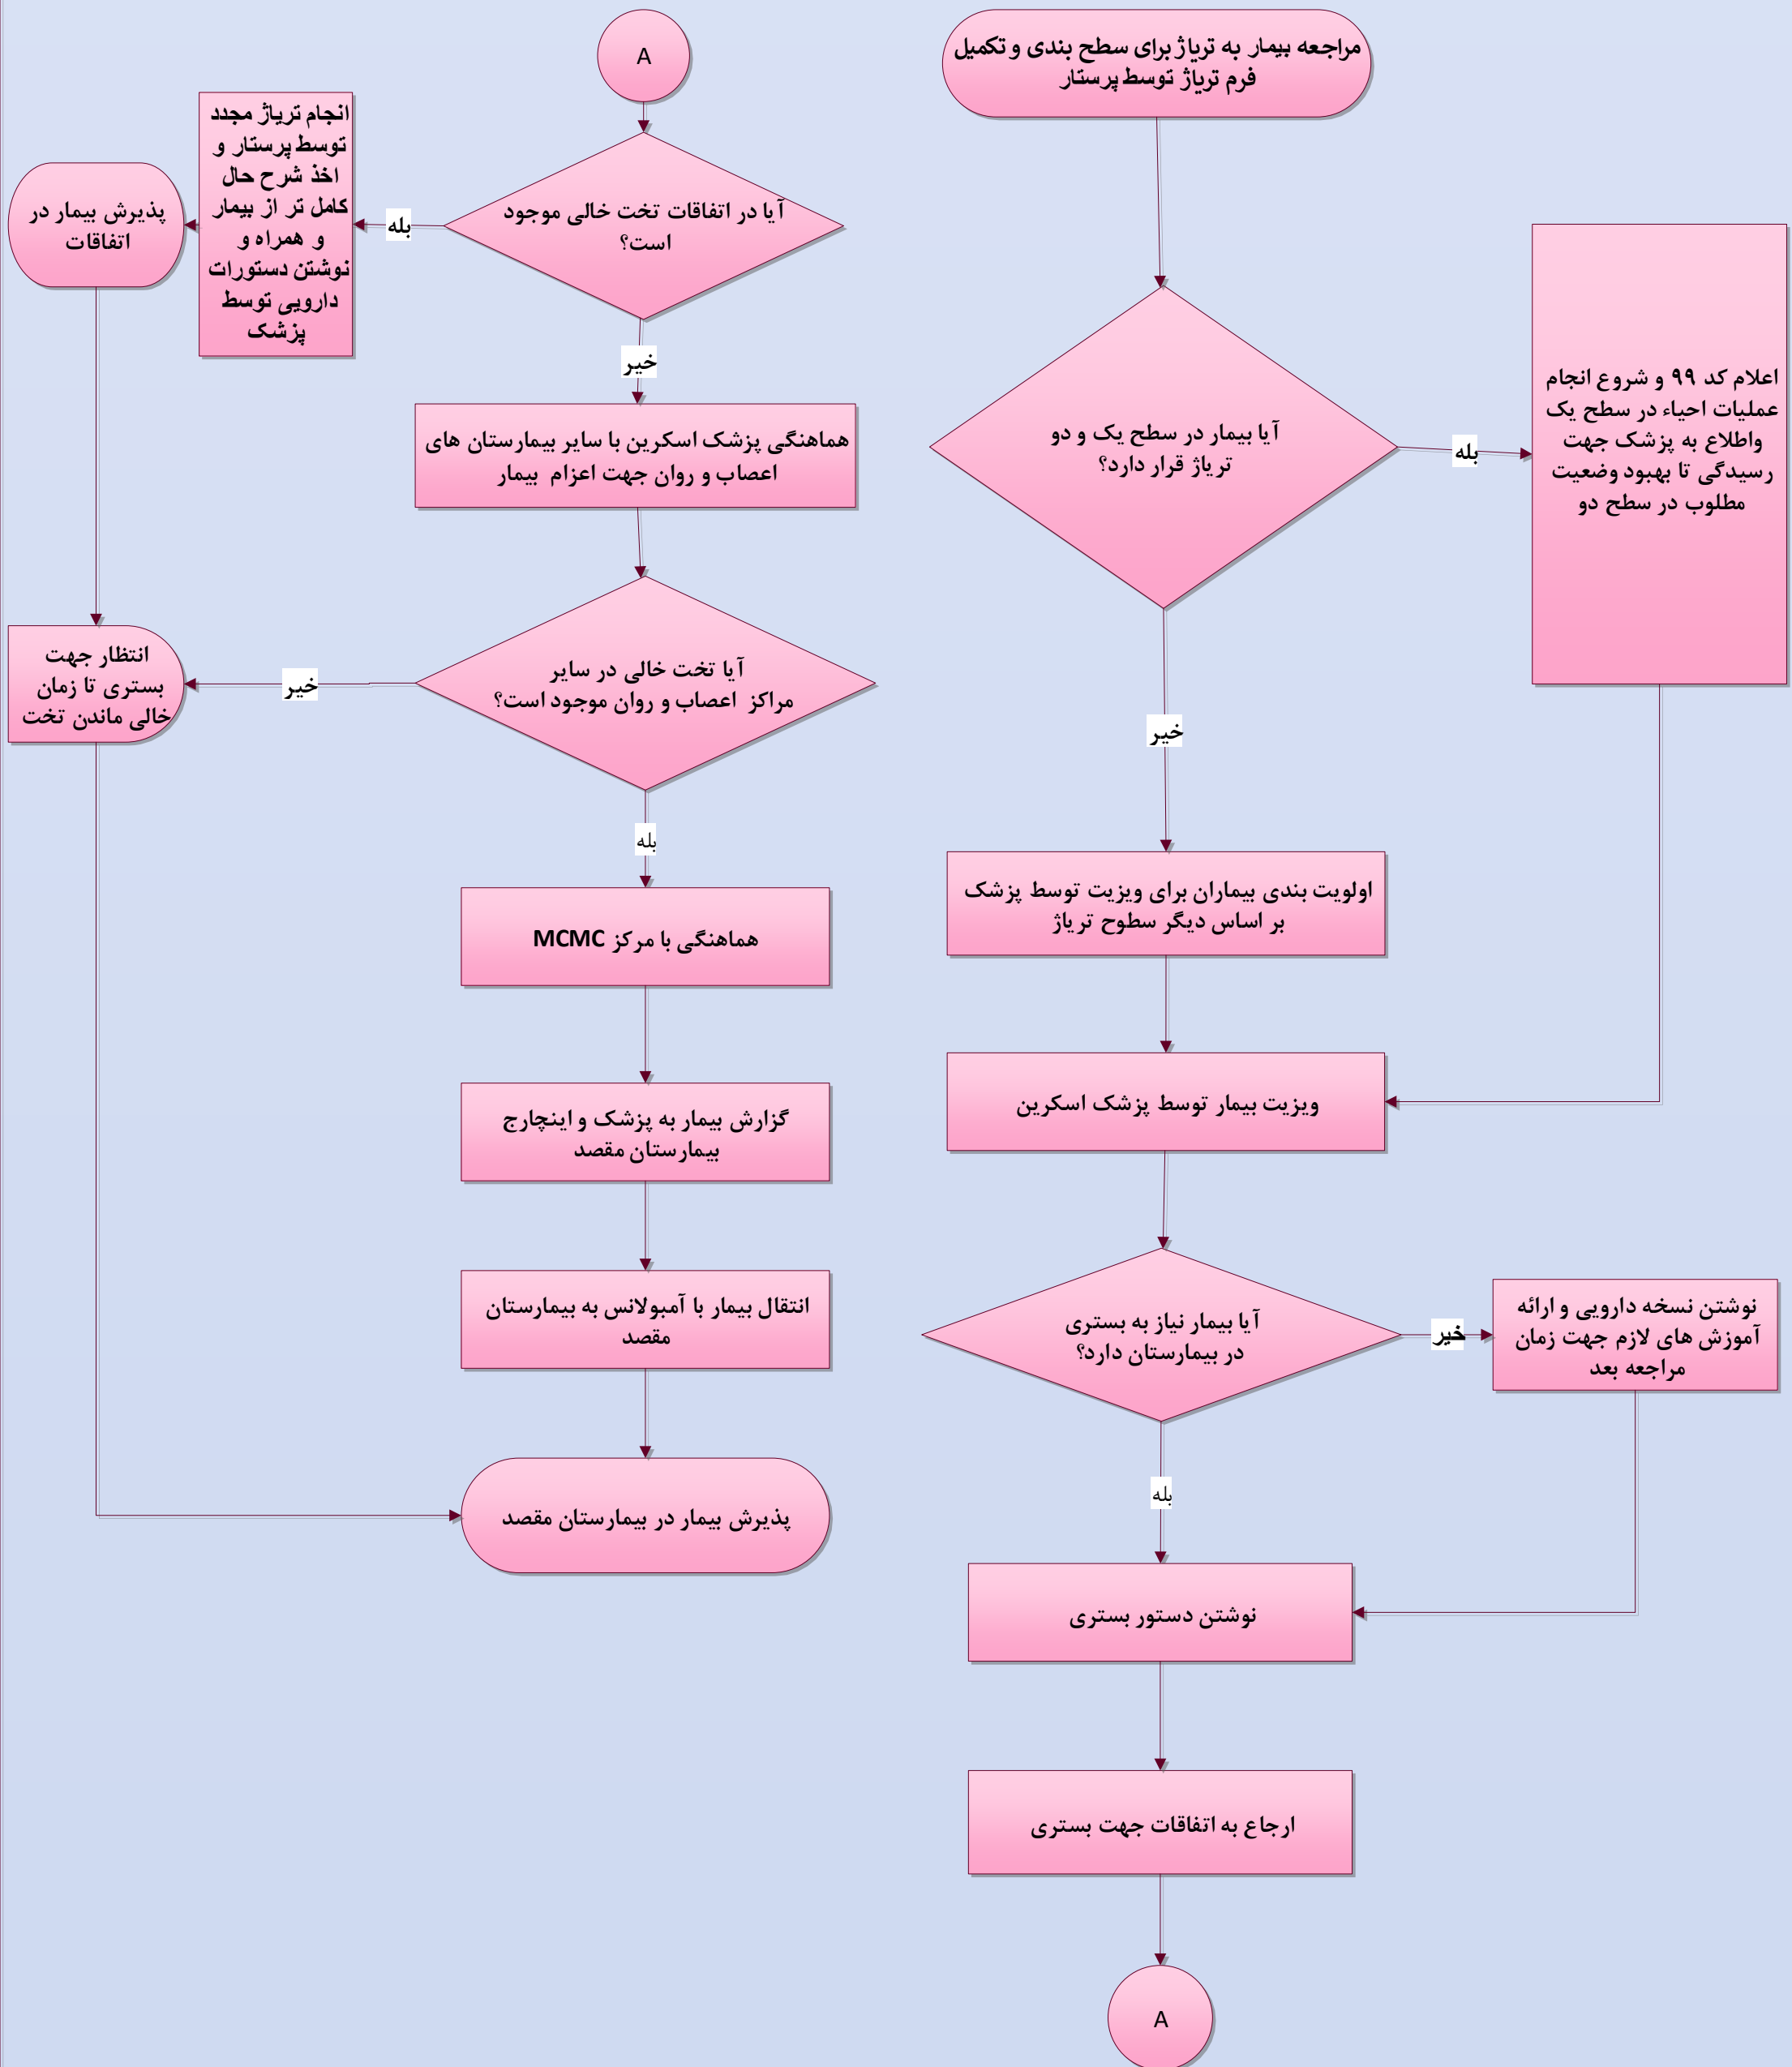 مراجعه بیمار به تریاژ برای سطح بندی و تکمیل
فرم تریاژ توسط پرستار
آیا بیمار در سطح یک و دو
تریاژ قرار دارد؟
بله
اعلام کد ۹۹ و شروع انجام
عملیات احیاء در سطح یک
واطلاع به پزشک جهت
رسیدگی تا بهبود وضعیت
مطلوب در سطح دو
خیر
اولویت بندی بیماران برای ویزیت توسط پزشک
بر اساس دیگر سطوح تریاژ
ویزیت بیمار توسط پزشک اسکرین
آیا بیمار نیاز به بستری
در بیمارستان دارد؟
خیر
نوشتن نسخه دارویی و ارائه
آموزش های لازم جهت زمان
مراجعه بعد
بله
نوشتن دستور بستری
ارجاع به اتفاقات جهت بستری
A
A
آیا در اتفاقات تخت خالی موجود
است؟
بله
انجام تریاژ مجدد
توسط پرستار و
اخذ شرح حال
کامل تر از بیمار
و همراه و
نوشتن دستورات
دارویی توسط
پزشک
پذیرش بیمار در
اتفاقات
خیر
هماهنگی پزشک اسکرین با سایر بیمارستان های
اعصاب و روان جهت اعزام بیمار
آیا تخت خالی در سایر
مراکز اعصاب و روان موجود است؟
خیر
انتظار جهت
بستری تا زمان
خالی ماندن تخت
بله
هماهنگی با مرکز MCMC
گزارش بیمار به پزشک و اینچارج
بیمارستان مقصد
انتقال بیمار با آمبولانس به بیمارستان
مقصد
پذیرش بیمار در بیمارستان مقصد